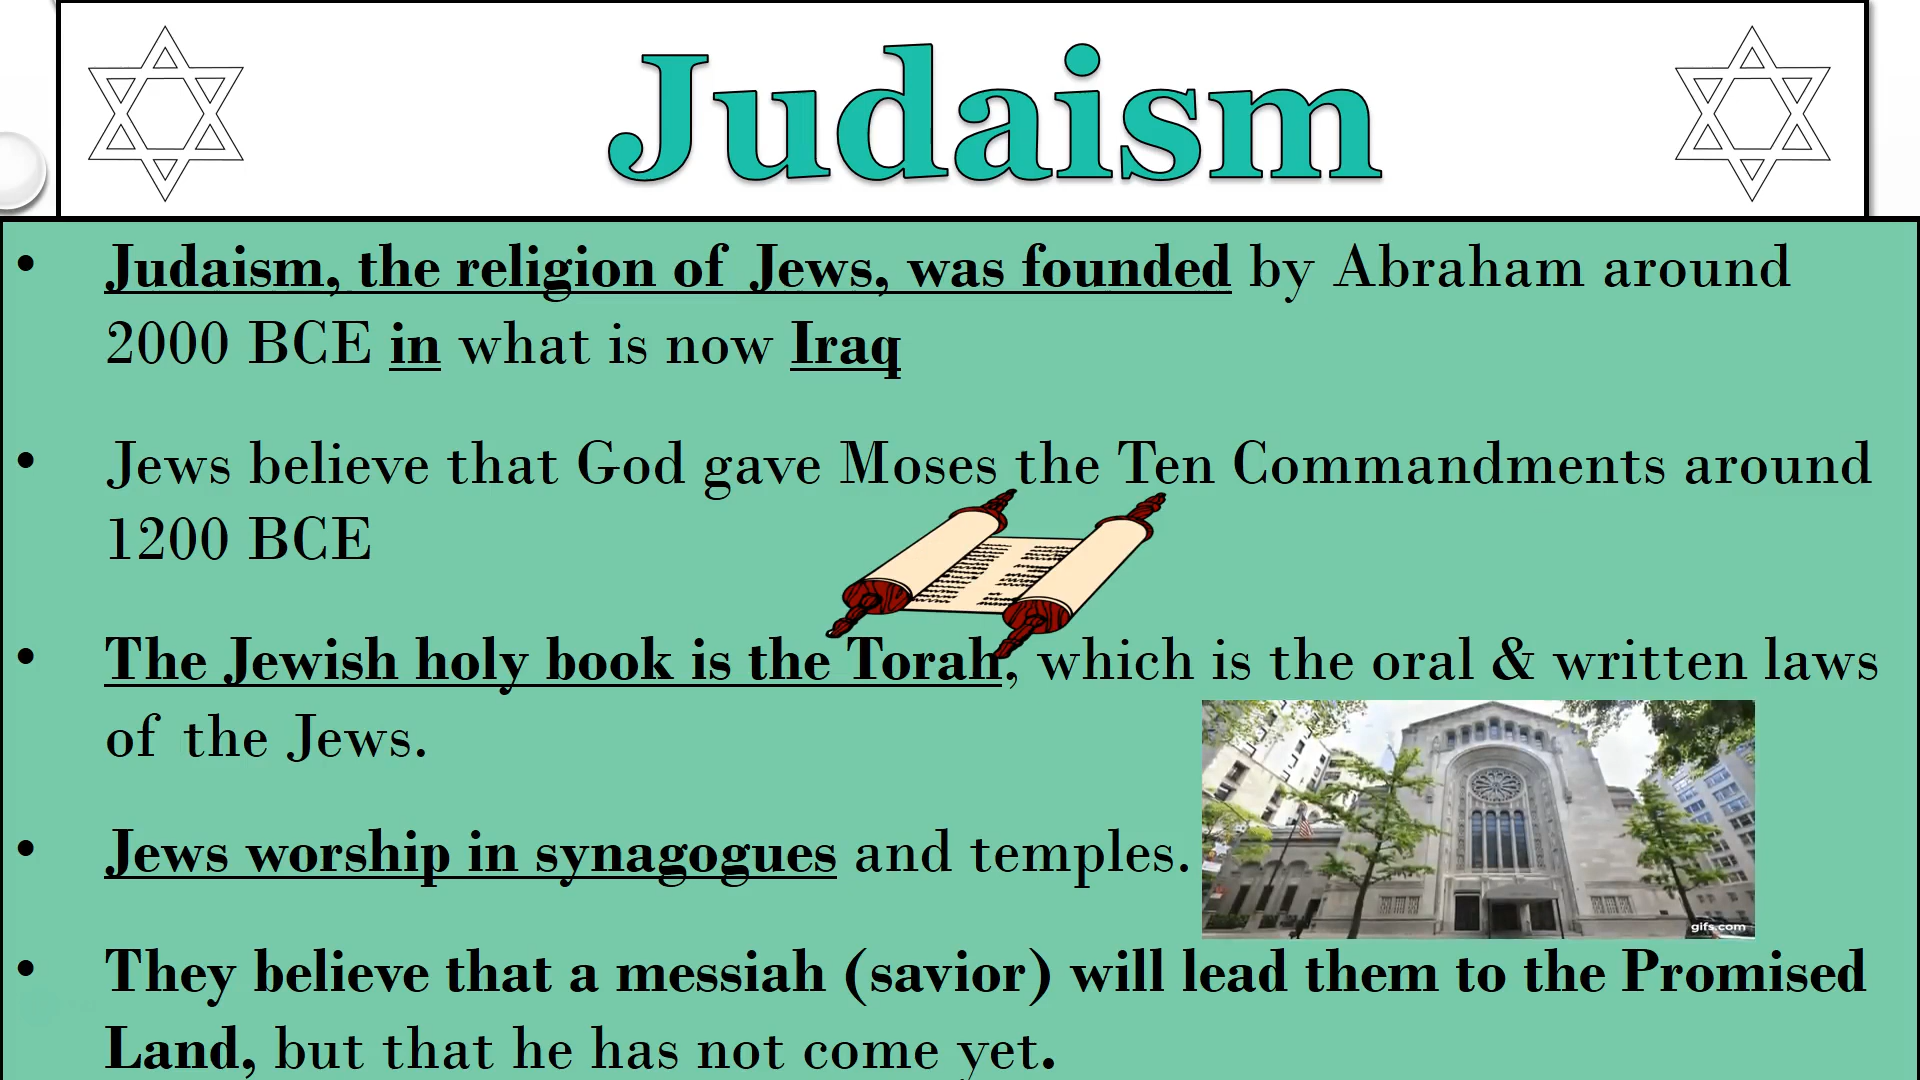 Judaism
• Judaism, the religion of Jews, was founded by Abraham around
2000 BCE in what is now Iraq
• Jews believe that God gave Moses the Ten Commandments around
1200 BCE
• The Jewish holy book is the Torah, which is the oral & written laws
of the Jews.
• Jews worship in synagogues and temples.
gifs.com
• They believe that a messiah (savior) will lead them to the Promised
Land, but that he has not come yet.